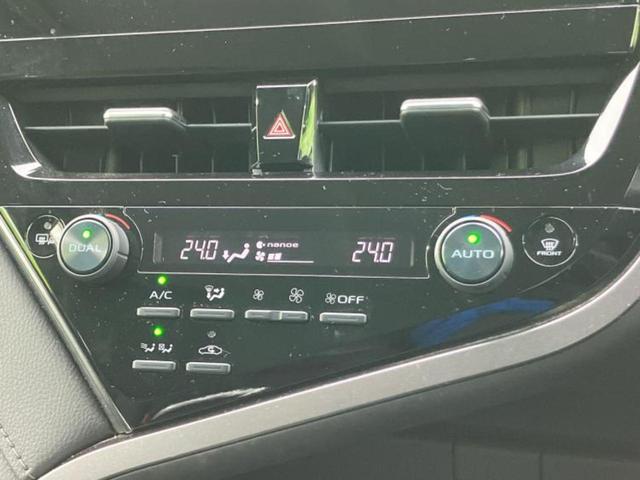 DUAL
24.0
nanoe
24.0
AUTO
FRONT
A/C
OFF